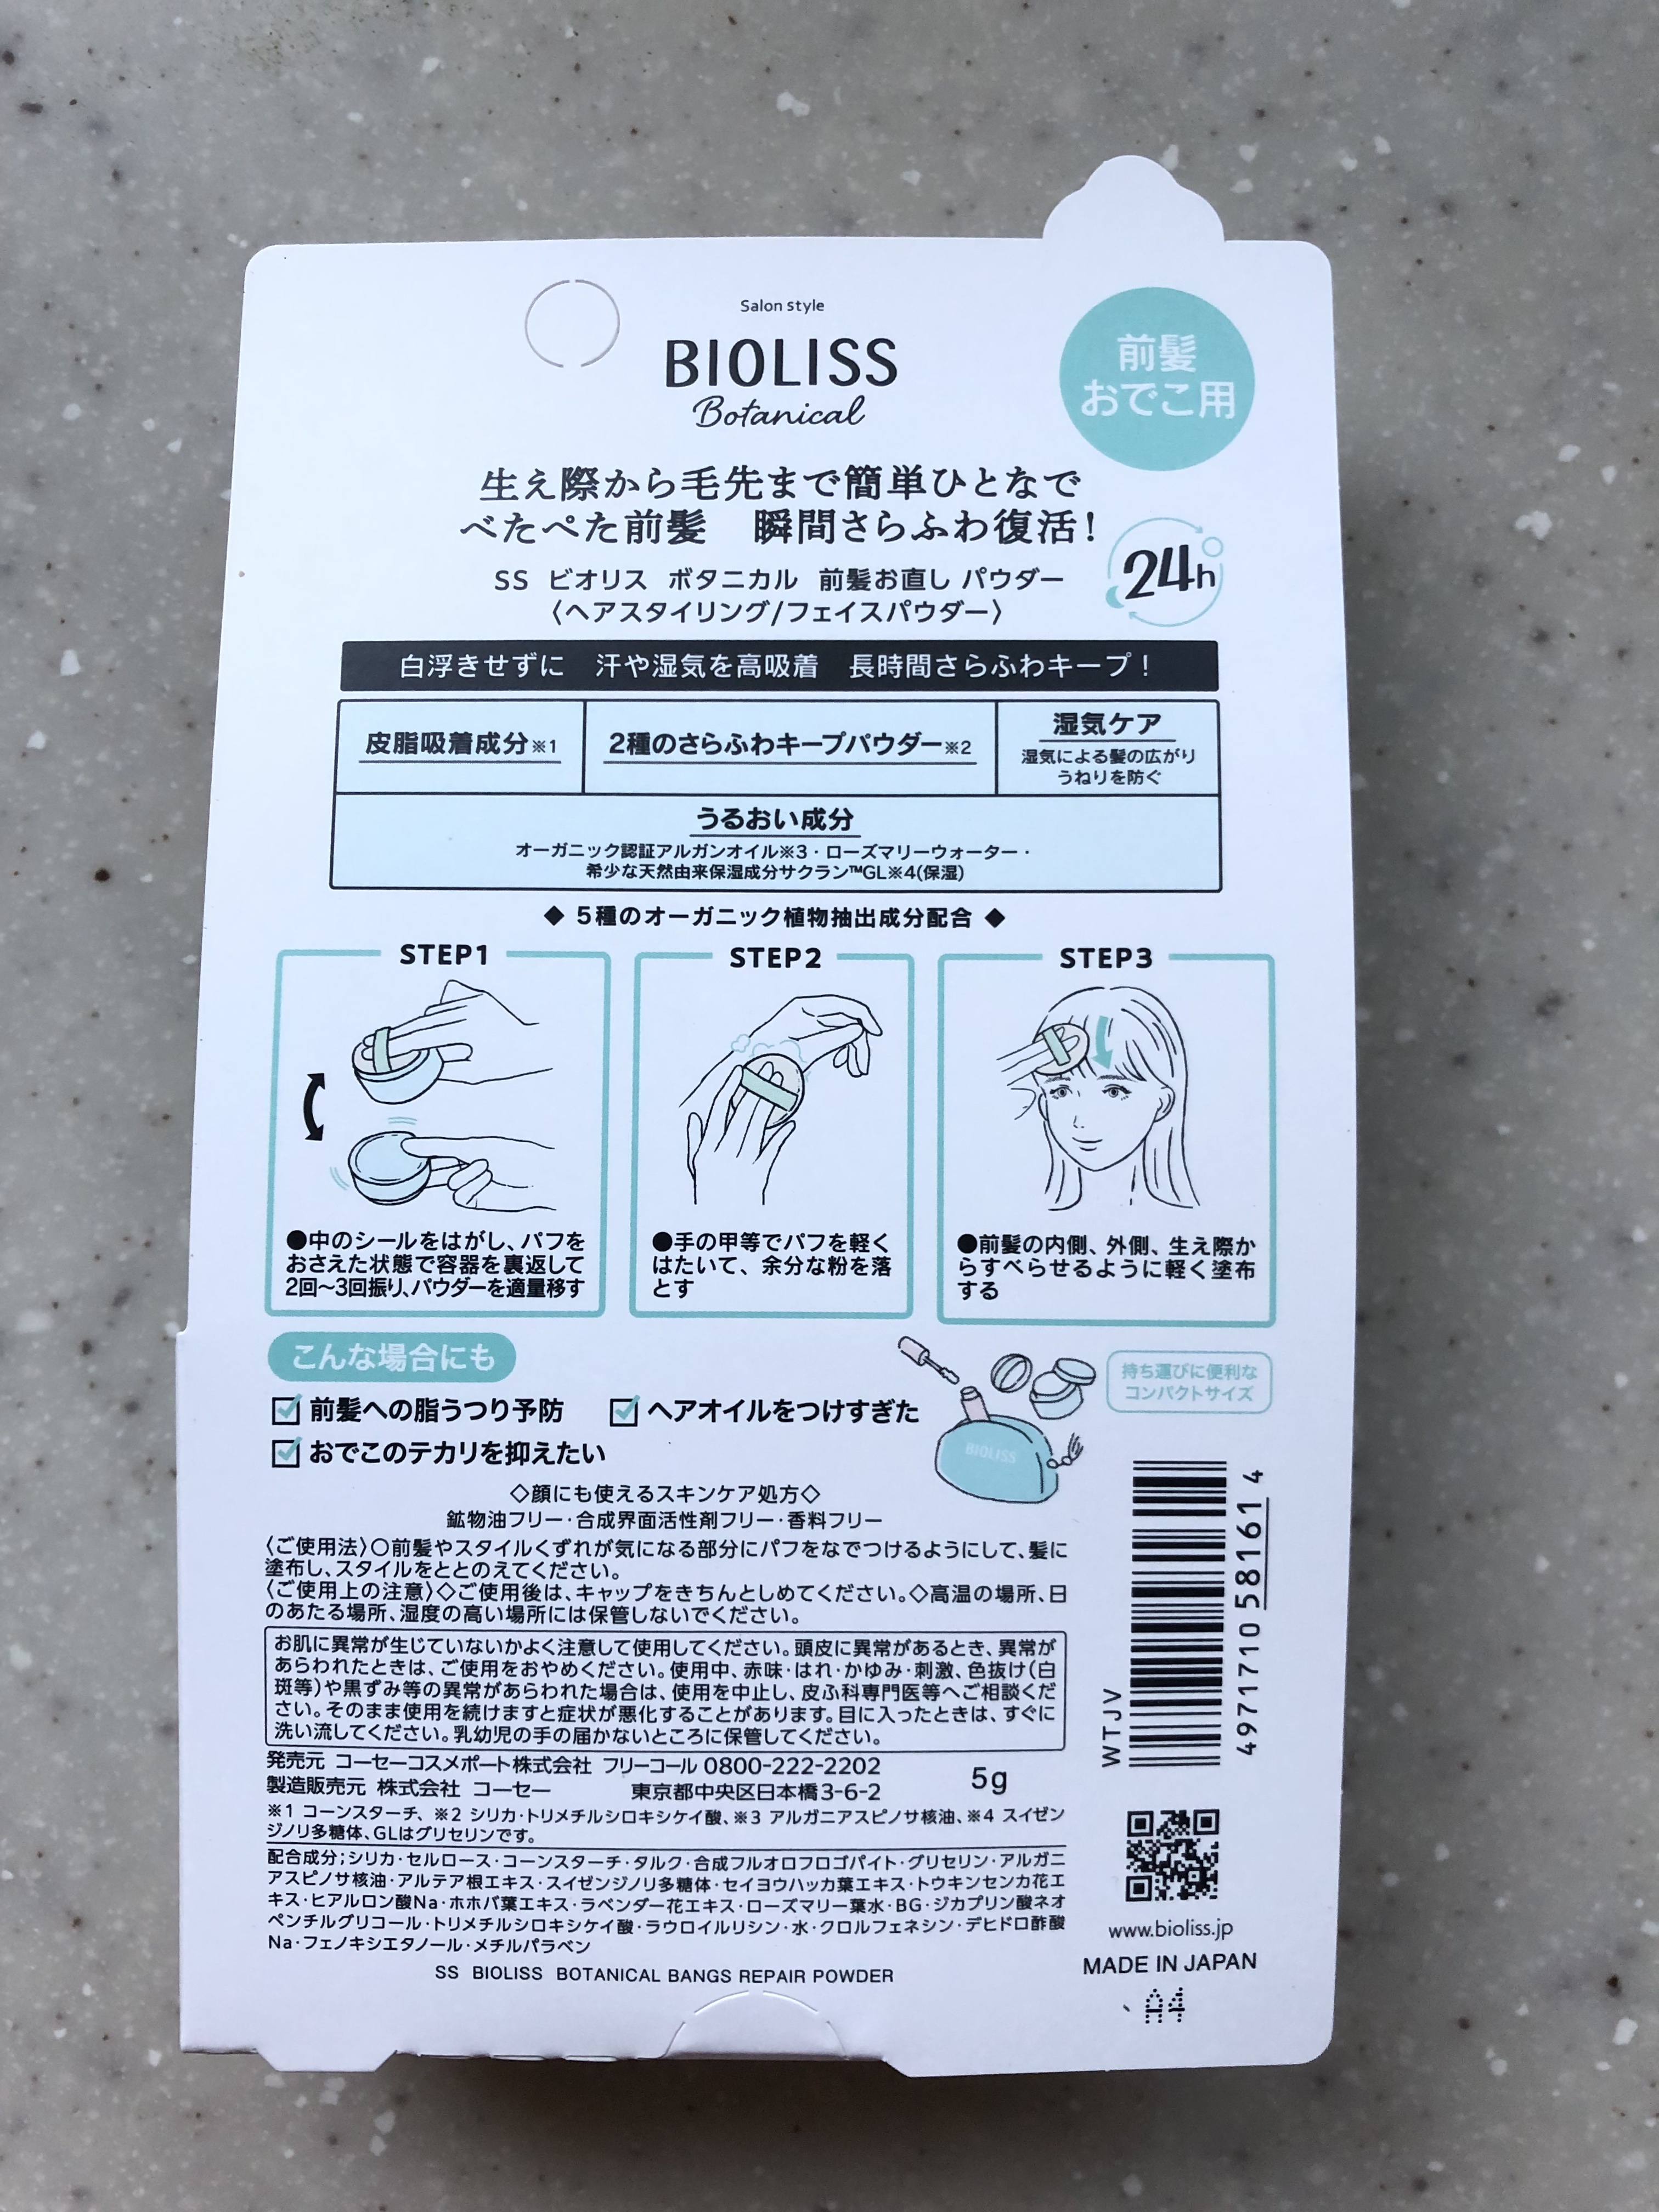 Salon style
BIOLISS
Botanical
前髪
おでこ用
生え際から毛先まで簡単ひとなで
べたぺた前髪　瞬間さらふわ復活!
24h
SS ビオリス ボタニカル 前髪お直し パウダー
〈ヘアスタイリング/フェイスパウダー〉
白浮きせずに　汗や湿気を高吸着　長時間さらふわキープ！
皮脂吸着成分※1
2種のさらふわキープパウダー※2
湿気ケア
湿気による髪の広がり
うねりを防ぐ
うるおい成分
オーガニック認証アルガンオイル※3・ローズマリーウォーター・
希少な天然由来保湿成分サクラン™GL※4(保湿)
◆ 5種のオーガニック植物抽出成分配合 ◆
STEP1
●中のシールをはがし、パフを
おさえた状態で容器を裏返して
2回〜3回振り、パウダーを適量移す
STEP2
●手の甲等でパフを軽く
はたいて、余分な粉を落
とす
STEP3
●前髪の内側、外側、生え際か
らすべらせるように軽く塗布
する
こんな場合にも
前髪への脂うつり予防
ヘアオイルをつけすぎた
おでこのテカリを抑えたい
BIOLISS
持ち運びに便利な
コンパクトサイズ
◇顔にも使えるスキンケア処方◇
鉱物油フリー・合成界面活性剤フリー・香料フリー
〈ご使用法〉○前髪やスタイルくずれが気になる部分にパフをなでつけるようにして、髪に
塗布し、スタイルをととのえてください。
〈ご使用上の注意〉◇ご使用後は、キャップをきちんとしめてください。◇高温の場所、日
のあたる場所、湿度の高い場所には保管しないでください。
お肌に異常が生じていないかよく注意して使用してください。頭皮に異常があるとき、異常が
あらわれたときは、ご使用をおやめください。使用中、赤味・はれ・かゆみ・刺激、色抜け(白
斑等)や黒ずみ等の異常があらわれた場合は、使用を中止し、皮ふ科専門医等へご相談くだ
さい。そのまま使用を続けますと症状が悪化することがあります。目に入ったときは、すぐに
洗い流してください。乳幼児の手の届かないところに保管してください。
発売元 コーセーコスメポート株式会社 フリーコール 0800-222-2202
製造販売元 株式会社 コーセー 東京都中央区日本橋3-6-2
5g
※1 コーンスターチ、※2 シリカ・トリメチルシロキシケイ酸、※3 アルガニアスピノサ核油、※4 スイゼン
ジノリ多糖体、GLはグリセリンです。
配合成分；シリカ・セルロース・コーンスターチ・タルク・合成フルオロフロゴパイト・グリセリン・アルガニ
アスピノサ核油・アルテア根エキス・スイゼンジノリ多糖体・セイヨウハッカ葉エキス・トウキンセンカ花エ
キス・ヒアルロン酸Na・ホホバ葉エキス・ラベンダー花エキス・ローズマリー葉水・BG・ジカプリン酸ネオ
ペンチルグリコール・トリメチルシロキシケイ酸・ラウロイルリシン・水・クロルフェネシン・デヒドロ酢酸
Na・フェノキシエタノール・メチルパラベン
SS BIOLISS BOTANICAL BANGS REPAIR POWDER
WTJV
4971710 581614
www.bioliss.jp
MADE IN JAPAN
A4